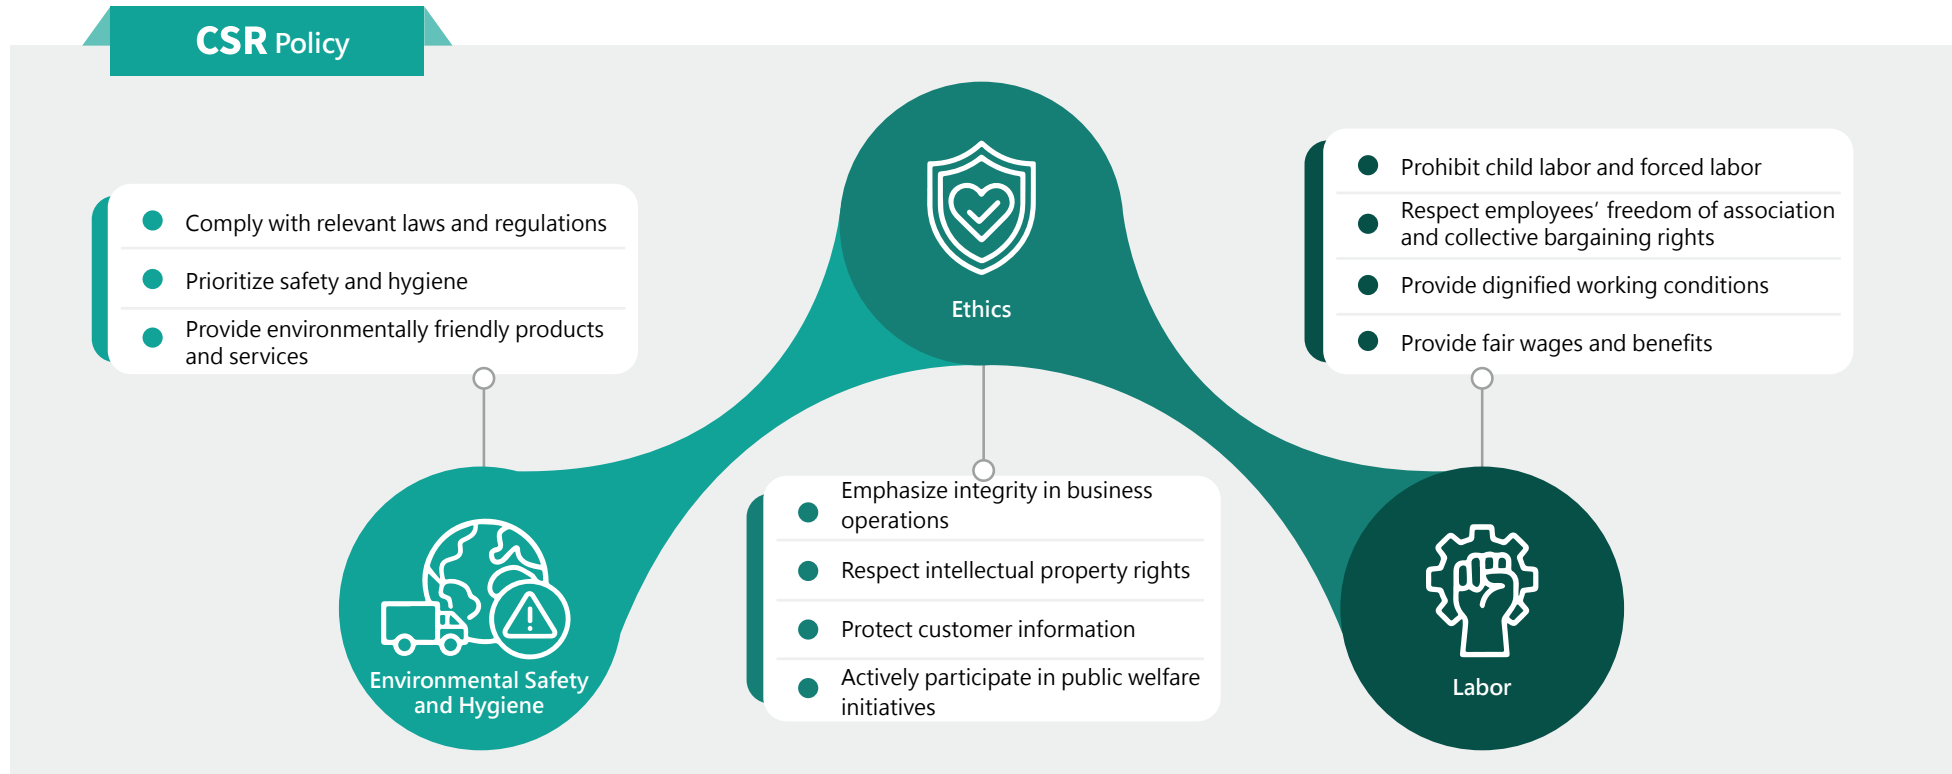 CSR Policy
Comply with relevant laws and regulations
Prioritize safety and hygiene
Provide environmentally friendly products
and services
Environmental Safety
and Hygiene
Ethics
Emphasize integrity in business
operations
Respect intellectual property rights
Protect customer information
Actively participate in public welfare
initiatives
Prohibit child labor and forced labor
Respect employees’ freedom of association
and collective bargaining rights
Provide dignified working conditions
Provide fair wages and benefits
Labor